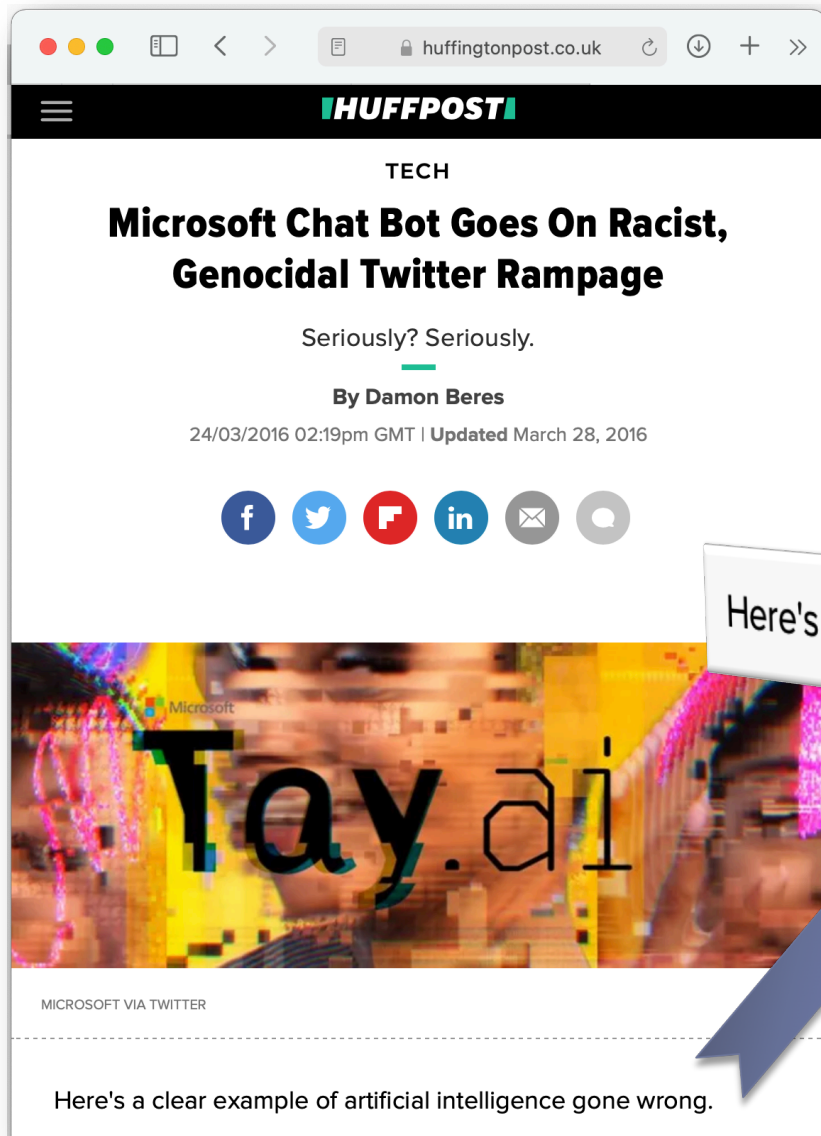 huffingtonpost.co.uk
HUFFPOST
TECH
Microsoft Chat Bot Goes On Racist,
Genocidal Twitter Rampage
Seriously? Seriously.
By Damon Beres
24/03/2016 02:19pm GMT | Updated March 28, 2016
f
in
Here's
Microsoft
Tay.ai
MICROSOFT VIA TWITTER
Here's a clear example of artificial intelligence gone wrong.